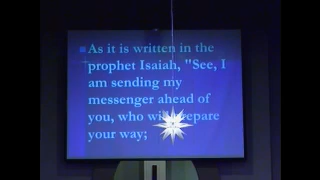 As it is written in the
prophet Isaiah, "See, I
am sending my
messenger ahead of
you, who will prepare
your way;